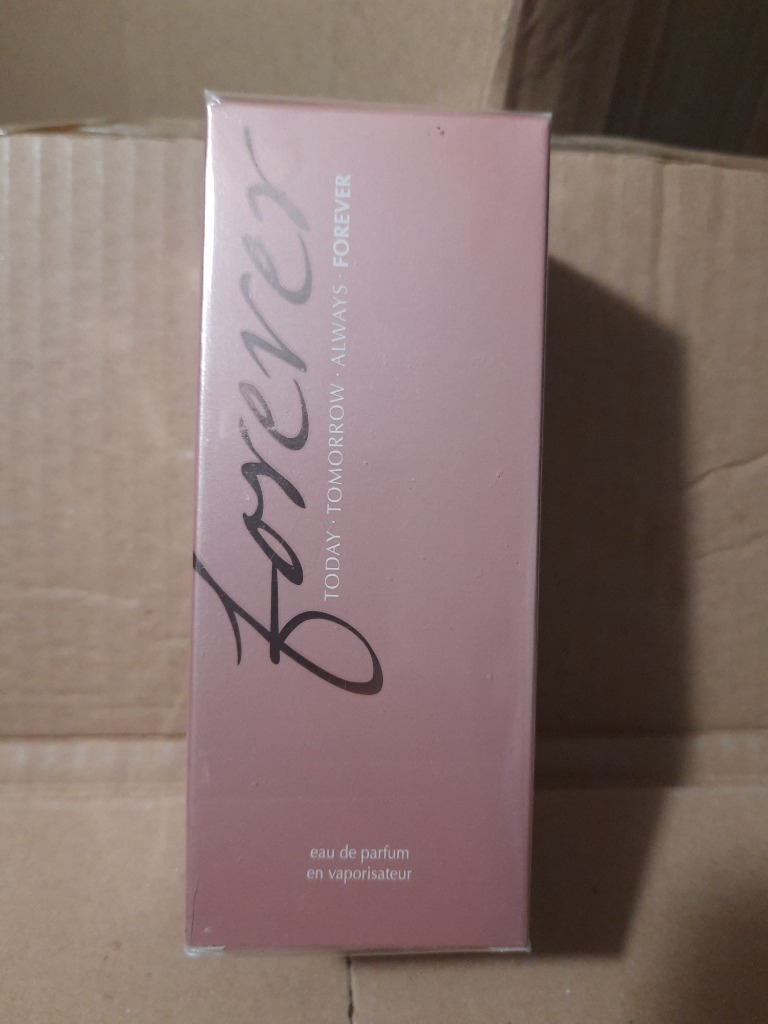 forever
TODAY · TOMORROW · ALWAYS · FOREVER
eau de parfum
en vaporisateur